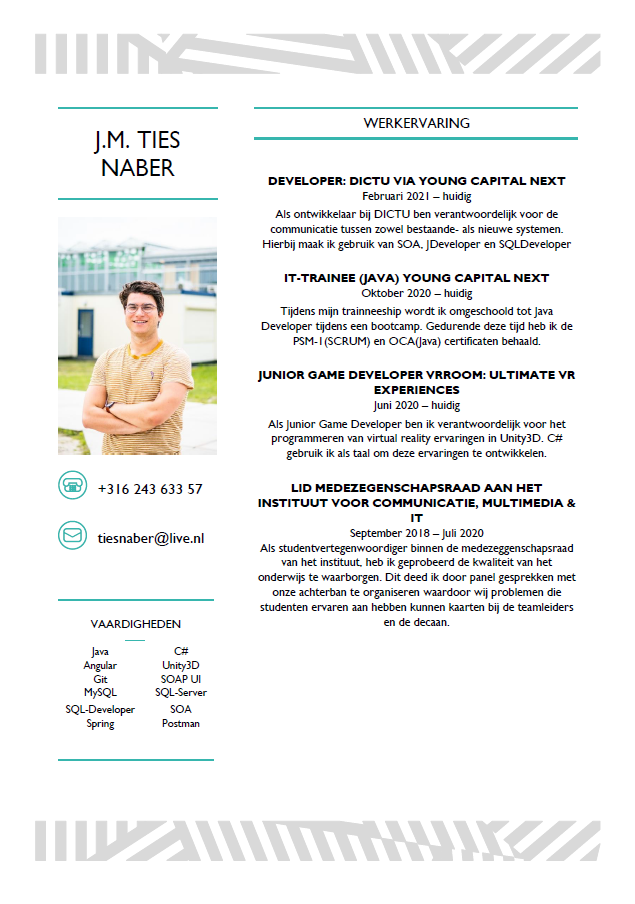 J.M. TIES
NABER
+316 243 633 57
tiesnaber@live.nl
VAARDIGHEDEN
Java C#
Angular Unity3D
Git SOAP UI
MySQL SQL-Server
SQL-Developer SOA
Spring Postman
WERKERVARING
DEVELOPER: DICTU VIA YOUNG CAPITAL NEXT
Februari 2021 – huidig
Als ontwikkelaar bij DICTU ben verantwoordelijk voor de
communicatie tussen zowel bestaande- als nieuwe systemen.
Hierbij maak ik gebruik van SOA, JDeveloper en SQLDeveloper
IT-TRAINEE (JAVA) YOUNG CAPITAL NEXT
Oktober 2020 – huidig
Tijdens mijn trainneeship wordt ik omgeschoold tot Java
Developer tijdens een bootcamp. Gedurende deze tijd heb ik de
PSM-1(SCRUM) en OCA(Java) certificaten behaald.
JUNIOR GAME DEVELOPER VRROOM: ULTIMATE VR
EXPERIENCES
Juni 2020 – huidig
Als Junior Game Developer ben ik verantwoordelijk voor het
programmeren van virtual reality ervaringen in Unity3D. C#
gebruik ik als taal om deze ervaringen te ontwikkelen.
LID MEDEZEGENSCHAPSRAAD AAN HET
INSTITUUT VOOR COMMUNICATIE, MULTIMEDIA &
IT
September 2018 – Juli 2020
Als studentvertegenwoordiger binnen de medezeggenschapsraad
van het instituut, heb ik geprobeerd de kwaliteit van het
onderwijs te waarborgen. Dit deed ik door panel gesprekken met
onze achterban te organiseren waardoor wij problemen die
studenten ervaren aan hebben kunnen kaarten bij de teamleiders
en de decaan.